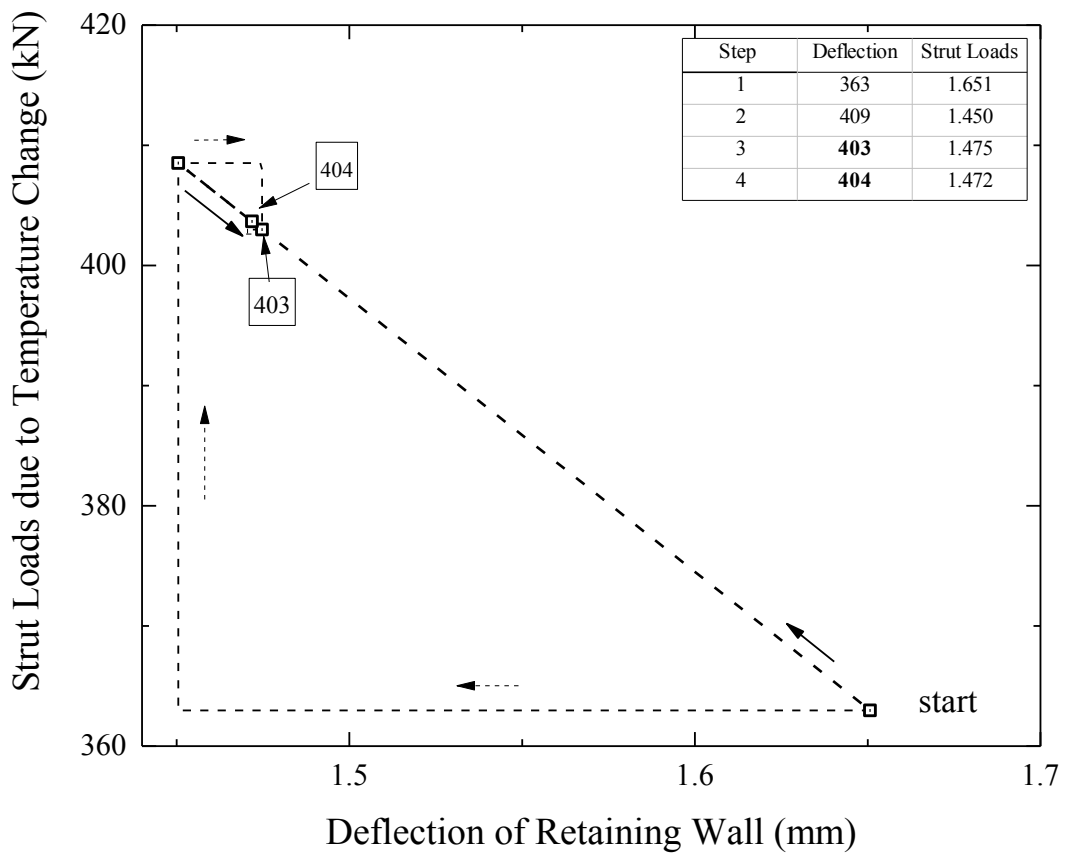 420
Step Deflection Strut Loads
1 363 1.651
2 409 1.450
3 403 1.475
4 404 1.472
404
400
403
380
360
start
1.5 1.6 1.7
Strut Loads due to Temperature Change (kN)
Deflection of Retaining Wall (mm)